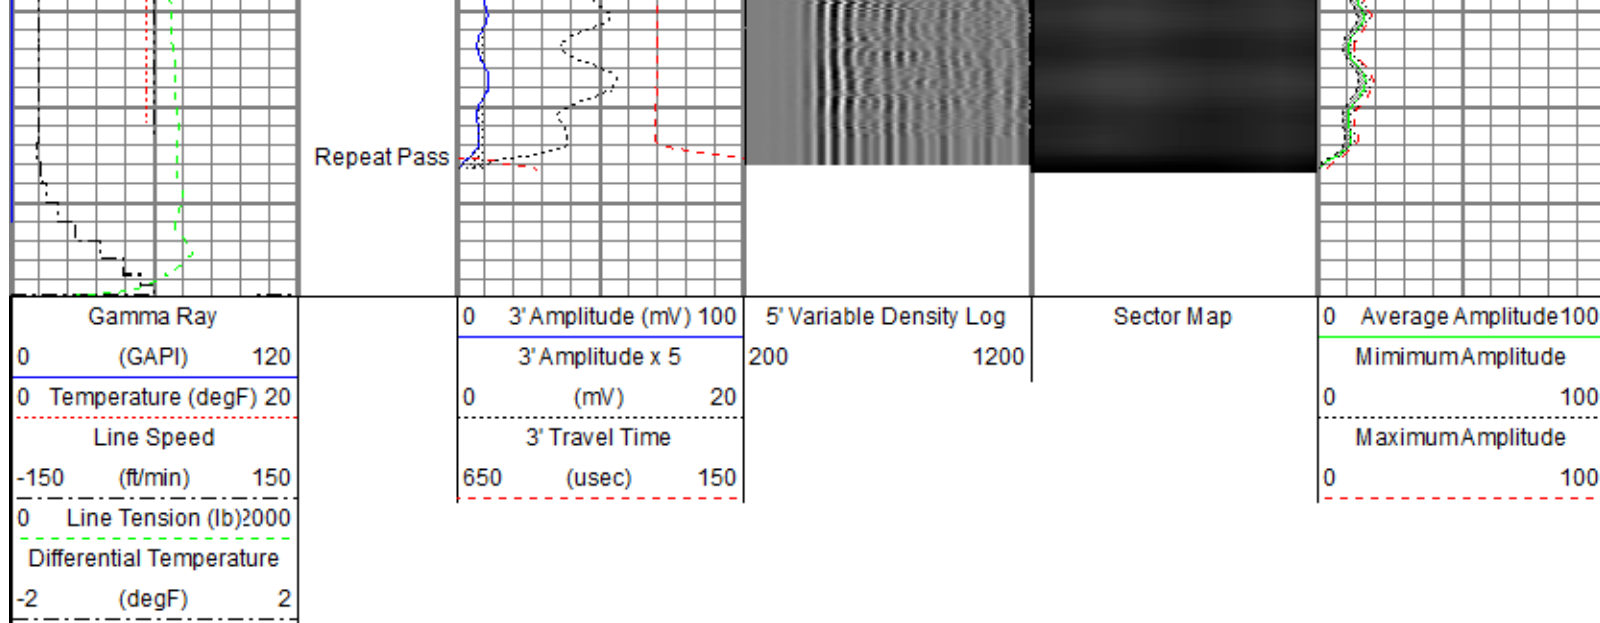 Repeat Pass
Gamma Ray
0 (GAPI) 120
0 Temperature (degF) 20
Line Speed
-150 (ft/min) 150
0 Line Tension (lb) 2000
Differential Temperature
-2 (degF) 2
0 3' Amplitude (mV) 100
3' Amplitude x 5
0 (mV) 20
3' Travel Time
650 (usec) 150
5' Variable Density Log
200 1200
Sector Map
0 Average Amplitude 100
Mimimum Amplitude
0 100
Maximum Amplitude
0 100